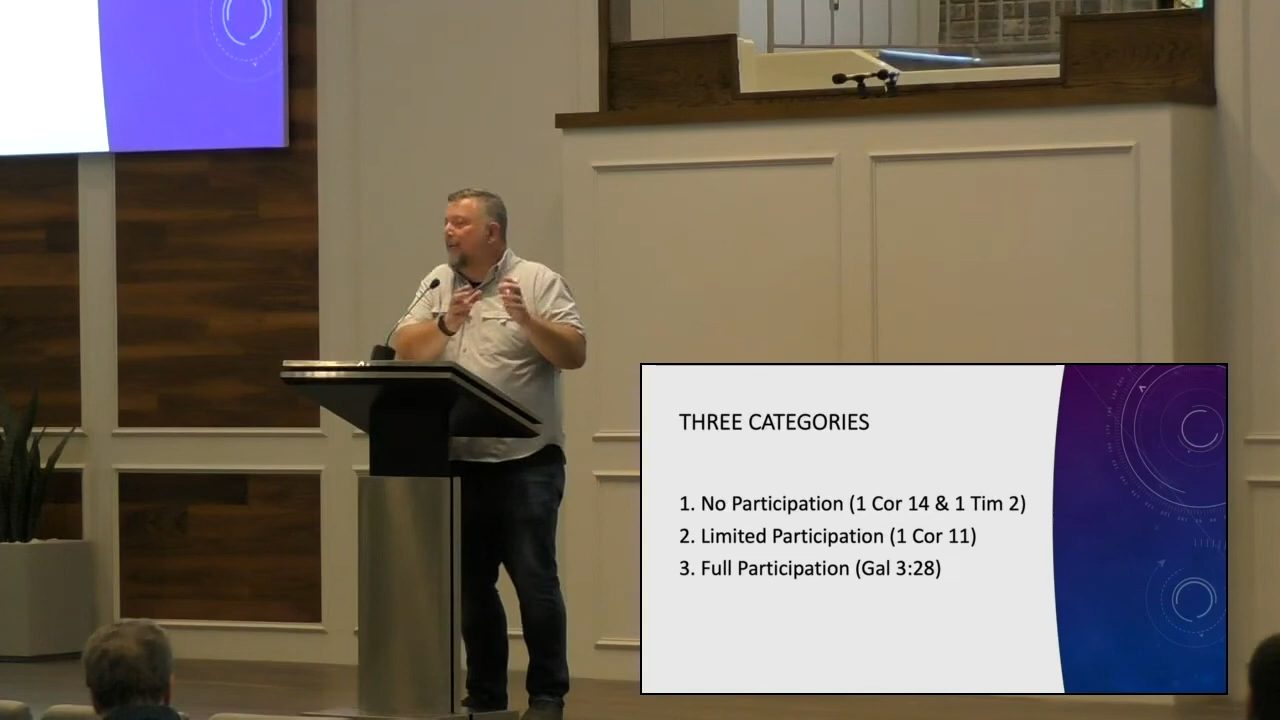 THREE CATEGORIES
1. No Participation (1 Cor 14 & 1 Tim 2)
2. Limited Participation (1 Cor 11)
3. Full Participation (Gal 3:28)